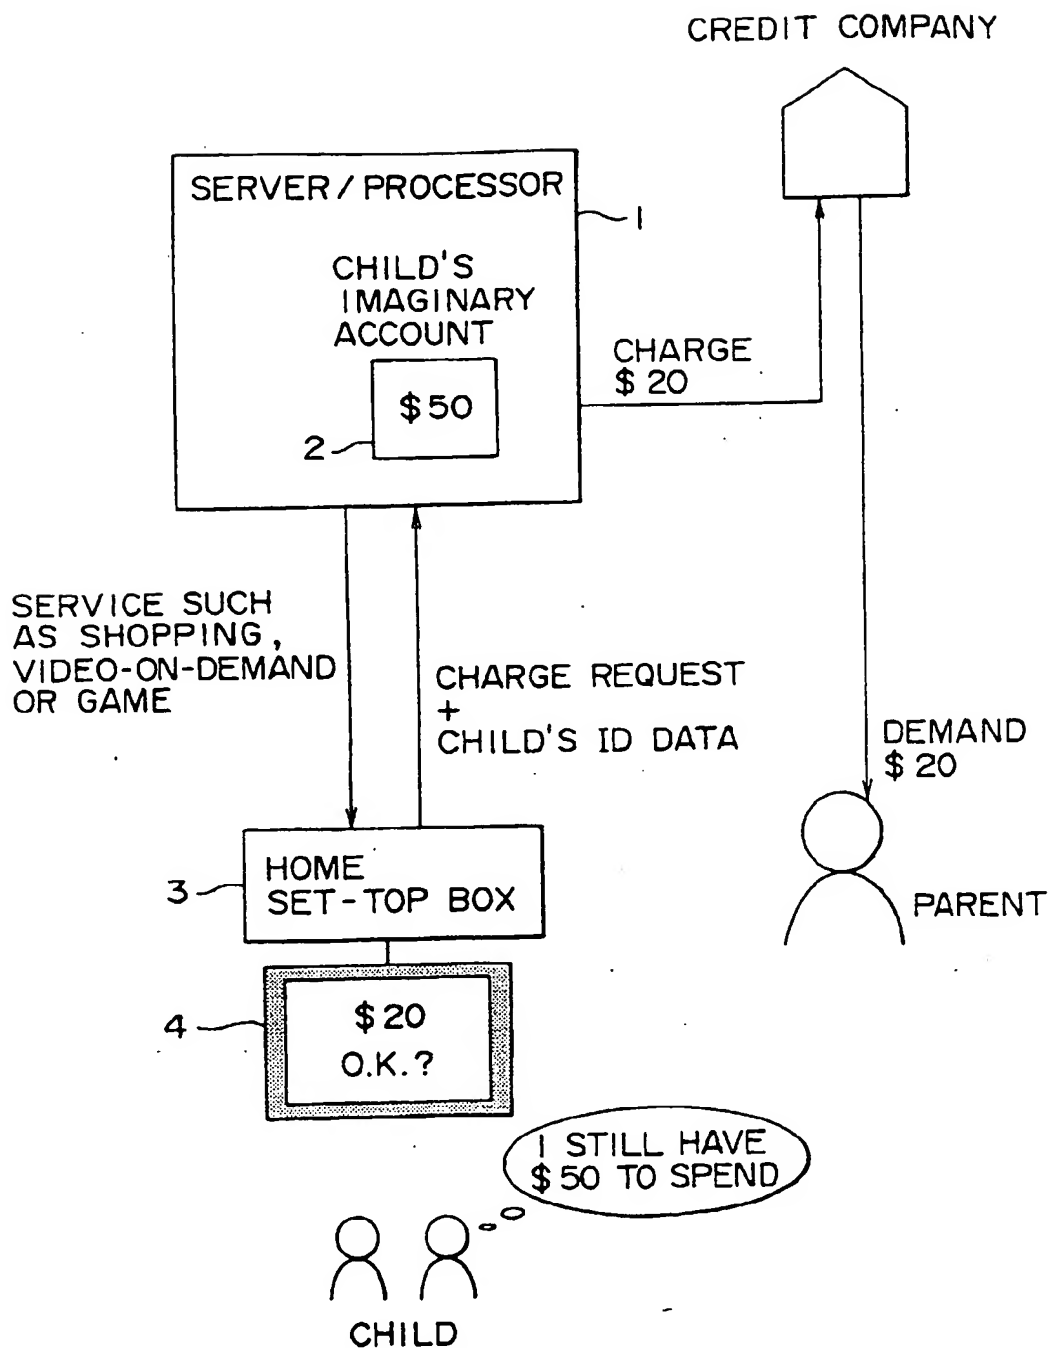 CREDIT COMPANY
SERVER/PROCESSOR
1
CHILD'S
IMAGINARY
ACCOUNT
$50
2
CHARGE
$20
SERVICE SUCH
AS SHOPPING,
VIDEO-ON-DEMAND
OR GAME
CHARGE REQUEST
+
CHILD'S ID DATA
DEMAND
$20
PARENT
3
HOME
SET-TOP BOX
4
$20
O.K.?
I STILL HAVE
$50 TO SPEND
CHILD